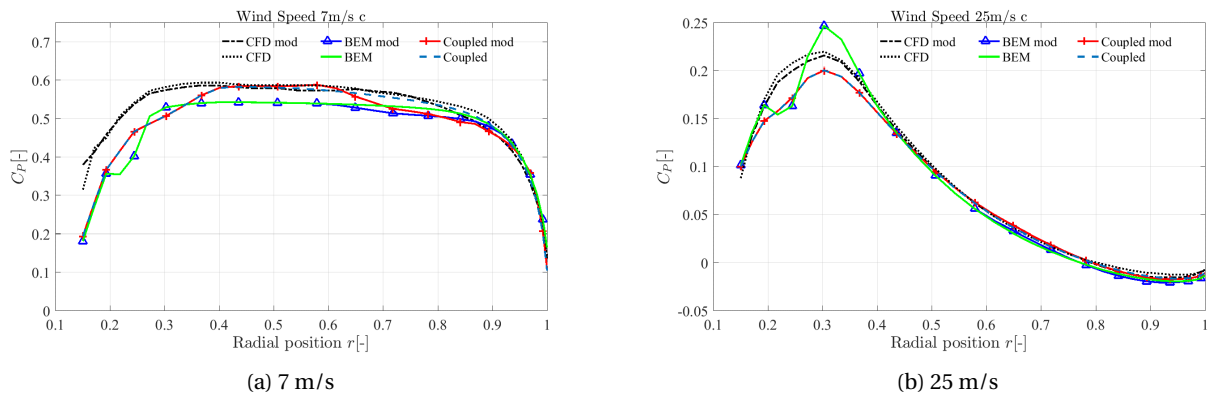 Wind Speed 7m/s c
CFD mod BEM mod Coupled mod
CFD BEM Coupled
0.7
0.6
0.5
0.4
0.3
0.2
0.1
0
C_P [-]
0.1 0.2 0.3 0.4 0.5 0.6 0.7 0.8 0.9 1
Radial position r[-]
(a) 7 m/s
Wind Speed 25m/s c
CFD mod BEM mod Coupled mod
CFD BEM Coupled
0.25
0.2
0.15
0.1
0.05
0
-0.05
C_P [-]
0.1 0.2 0.3 0.4 0.5 0.6 0.7 0.8 0.9 1
Radial position r[-]
(b) 25 m/s